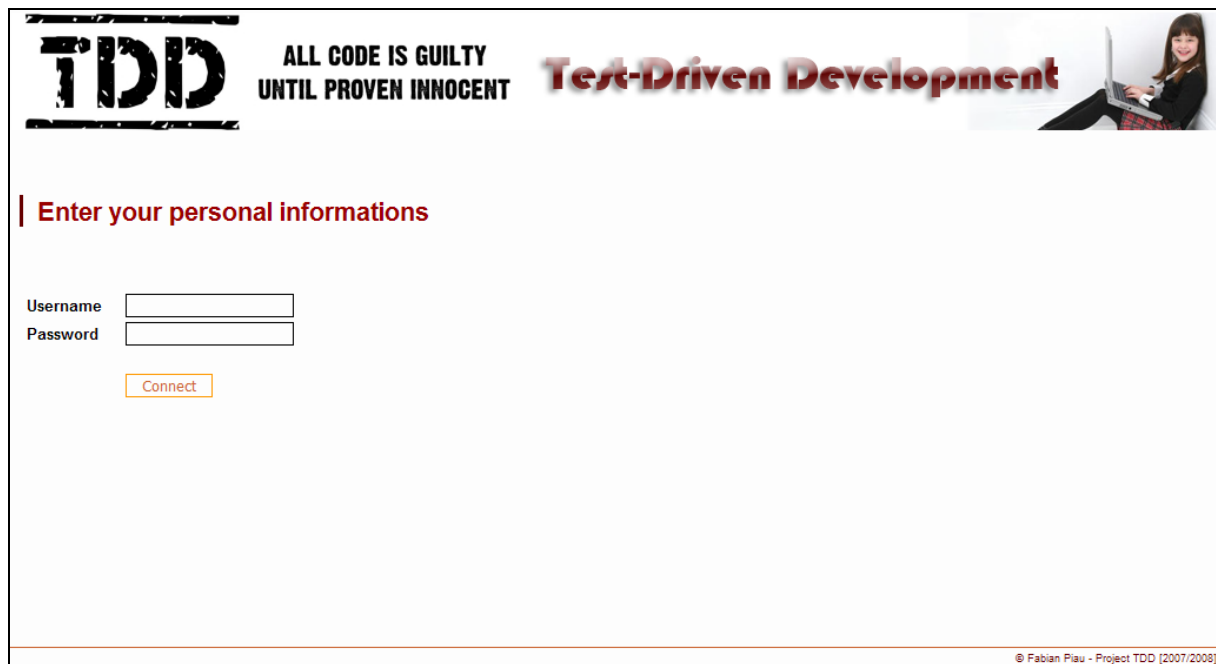 TDD
ALL CODE IS GUILTY
UNTIL PROVEN INNOCENT
Test-Driven Development
Enter your personal informations
Username
Password
Connect
© Fabian Piau - Project TDD [2007/2008]